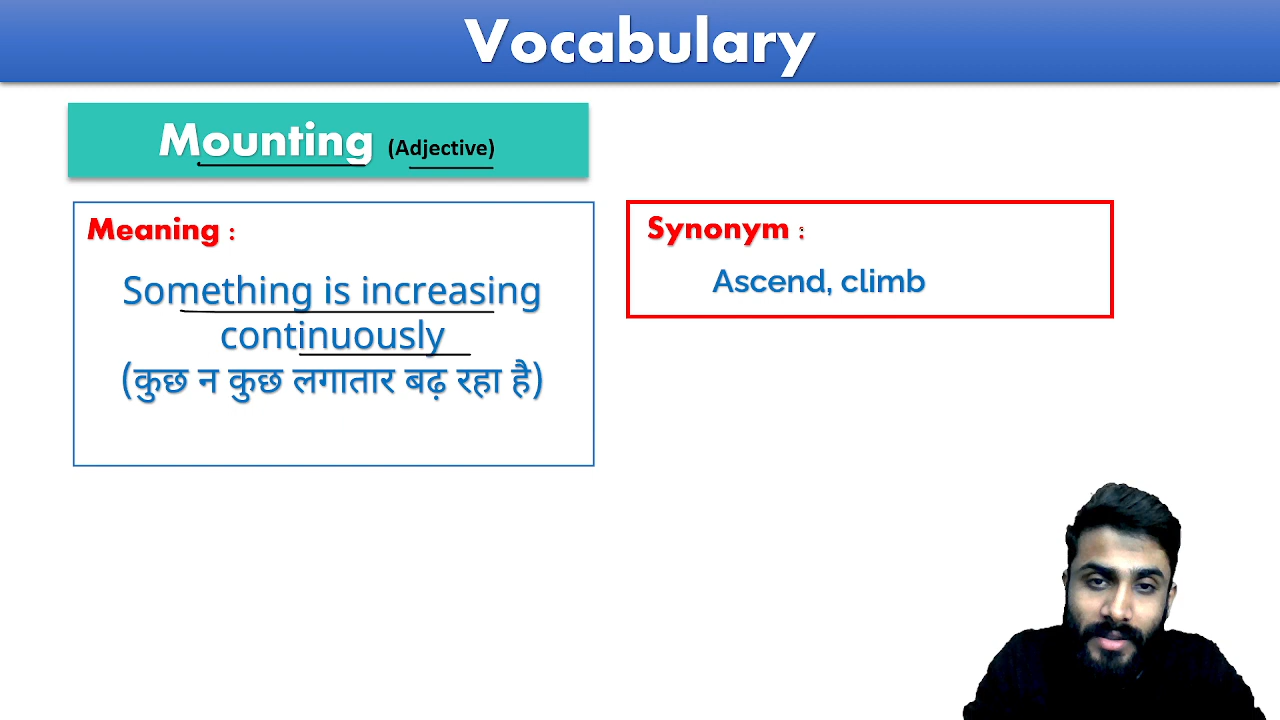 Vocabulary
Mounting (Adjective)
Meaning :
Something is increasing
continuously
(कुछ न कुछ लगातार बढ़ रहा है)
Synonym :
Ascend, climb